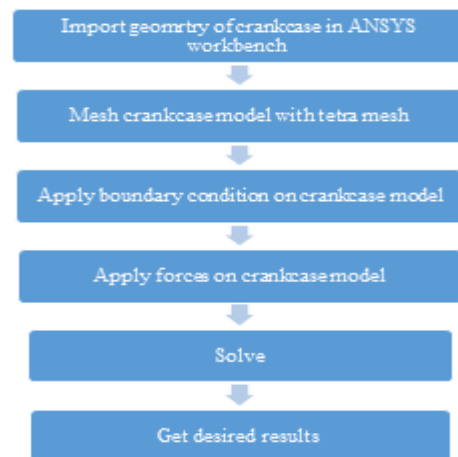 Import geomrtry of crankcase in ANSYS
workbench
Mesh crankcase model with tetra mesh
Apply boundary condition on crankcase model
Apply forces on crankcase model
Solve
Get desired results